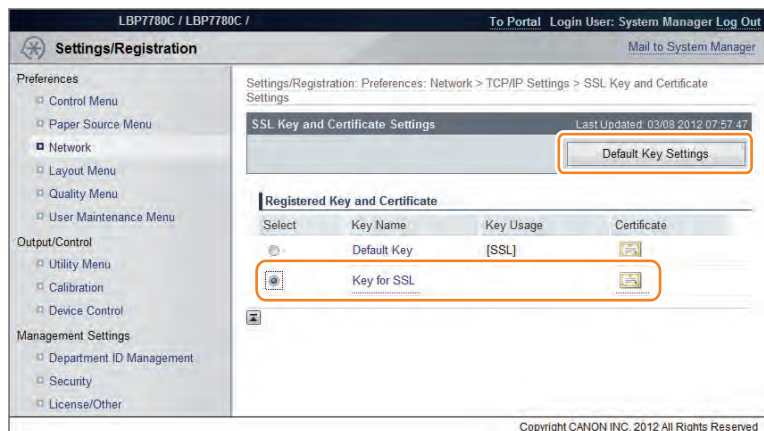 LBP7780C / LBP7780C /
To Portal Login User: System Manager Log Out
Settings/Registration
Mail to System Manager
Preferences
Control Menu
Paper Source Menu
Network
Layout Menu
Quality Menu
User Maintenance Menu
Output/Control
Utility Menu
Calibration
Device Control
Management Settings
Department ID Management
Security
License/Other
Settings/Registration: Preferences: Network > TCP/IP Settings > SSL Key and Certificate
Settings
SSL Key and Certificate Settings
Last Updated: 03/08 2012 07:57:47
Default Key Settings
Registered Key and Certificate
Select Key Name Key Usage Certificate
Default Key [SSL]
Key for SSL
Copyright CANON INC. 2012 All Rights Reserved